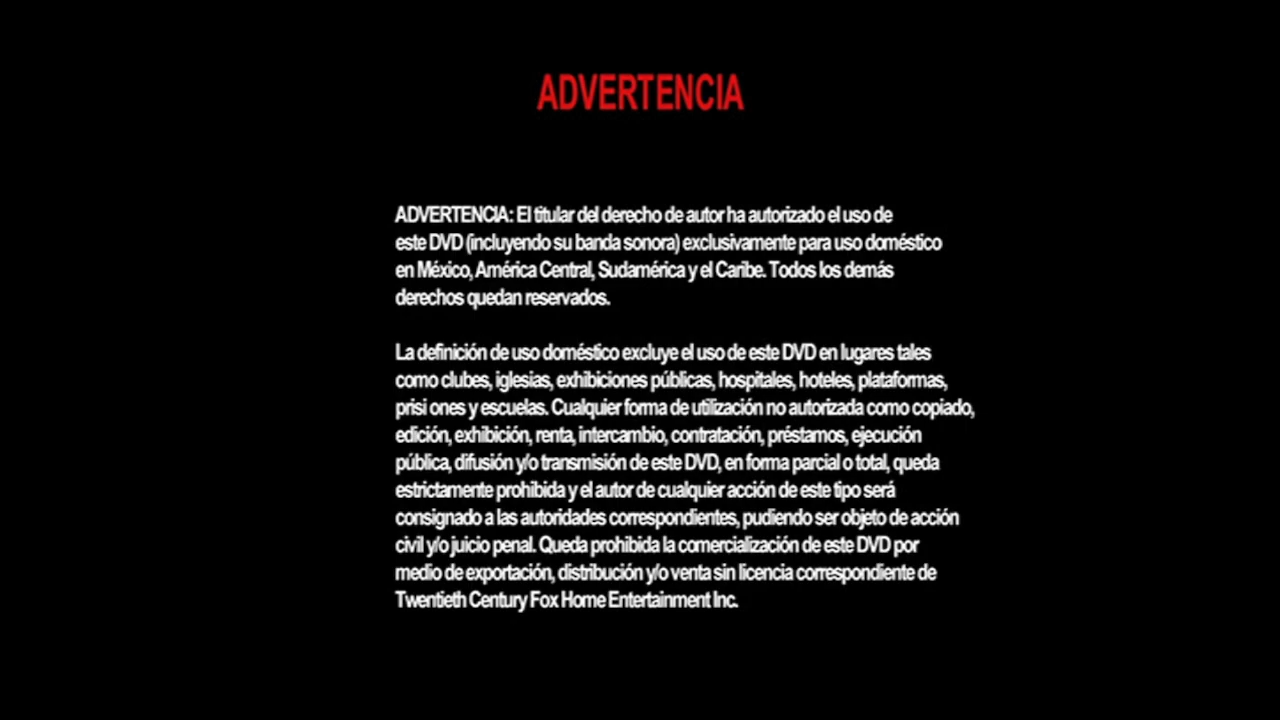 ADVERTENCIA
ADVERTENCIA: El titular del derecho de autor ha autorizado el uso de
este DVD (incluyendo su banda sonora) exclusivamente para uso doméstico
en México, América Central, Sudamérica y el Caribe. Todos los demás
derechos quedan reservados.
La definición de uso doméstico excluye el uso de este DVD en lugares tales
como clubes, iglesias, exhibiciones públicas, hospitales, hoteles, plataformas,
prisi ones y escuelas. Cualquier forma de utilización no autorizada como copiado,
edición, exhibición, renta, intercambio, contratación, préstamos, ejecución
pública, difusión y/o transmisión de este DVD, en forma parcial o total, queda
estrictamente prohibida y el autor de cualquier acción de este tipo será
consignado a las autoridades correspondientes, pudiendo ser objeto de acción
civil y/o juicio penal. Queda prohibida la comercialización de este DVD por
medio de exportación, distribución y/o venta sin licencia correspondiente de
Twentieth Century Fox Home Entertainment Inc.